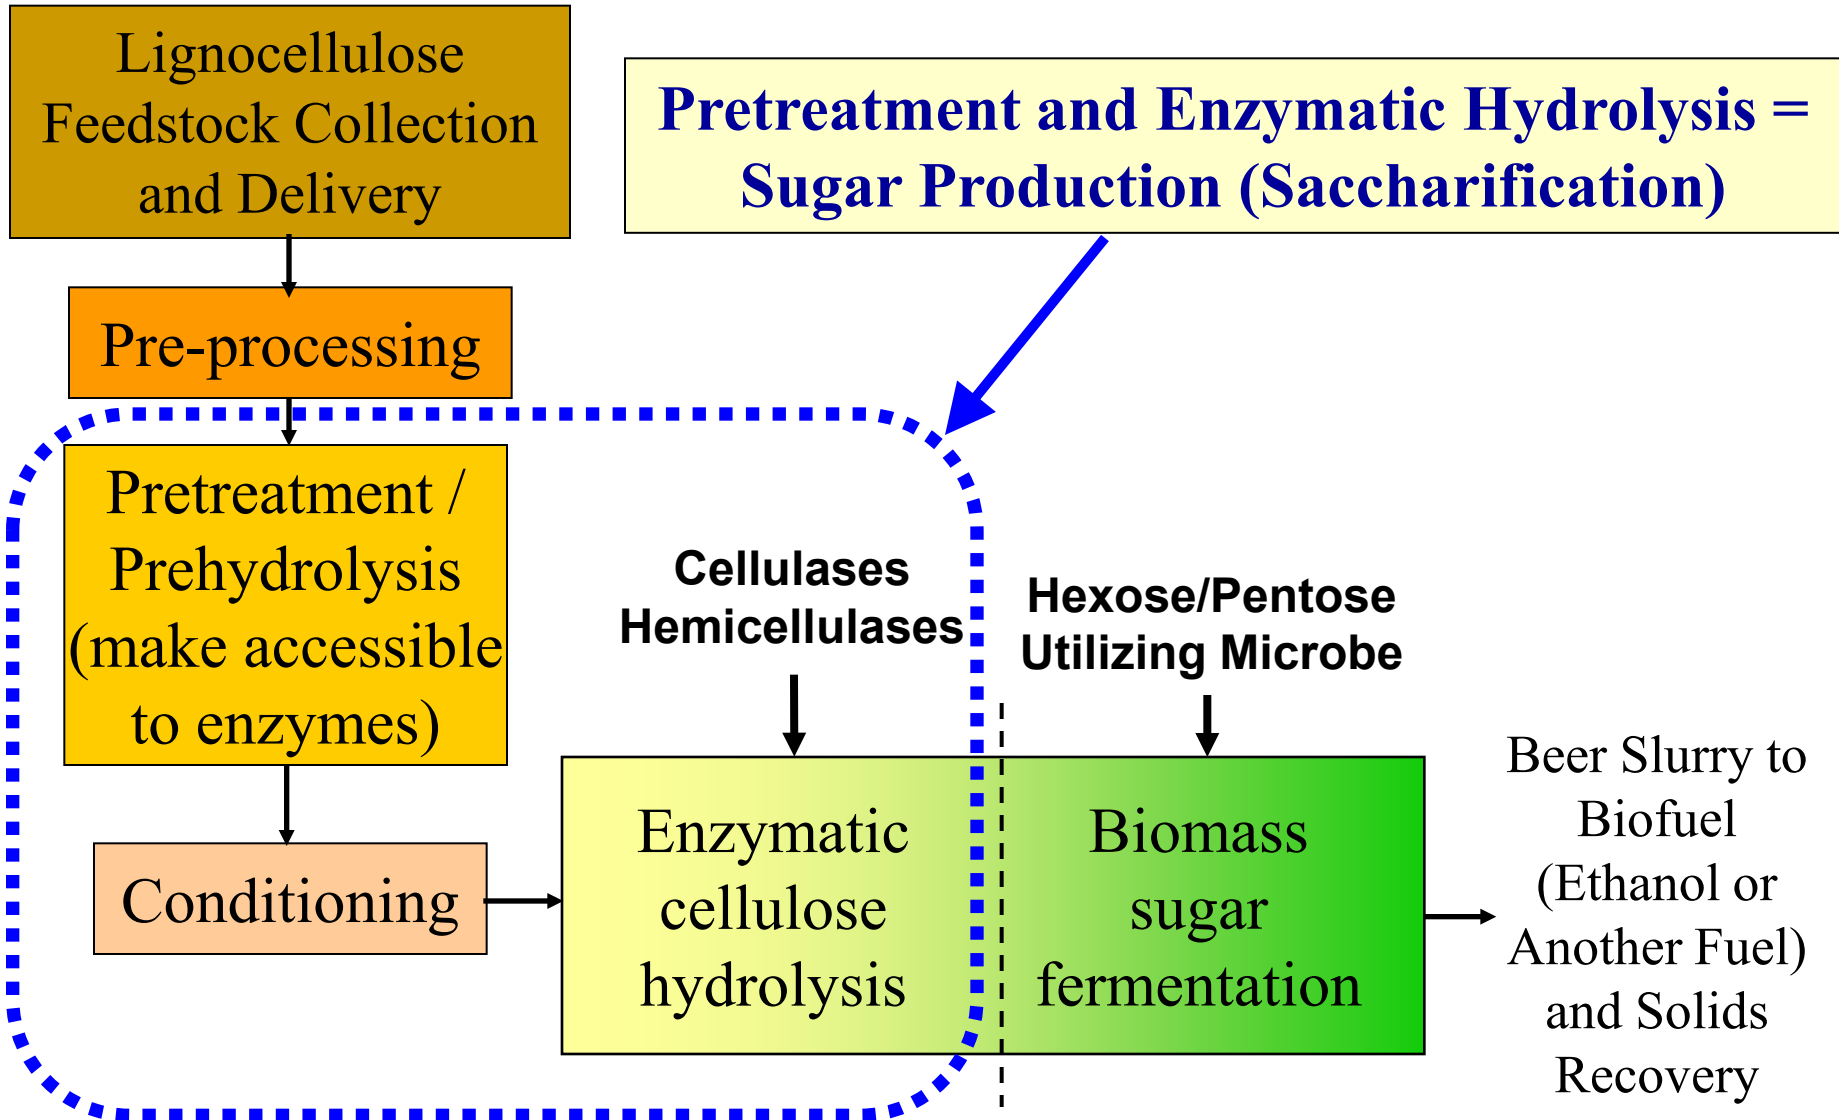 Lignocellulose
Feedstock Collection
and Delivery
Pretreatment and Enzymatic Hydrolysis =
Sugar Production (Saccharification)
Pre-processing
Pretreatment /
Prehydrolysis
(make accessible
to enzymes)
Cellulases
Hemicellulases
Hexose/Pentose
Utilizing Microbe
Conditioning
Enzymatic
cellulose
hydrolysis
Biomass
sugar
fermentation
Beer Slurry to
Biofuel
(Ethanol or
Another Fuel)
and Solids
Recovery